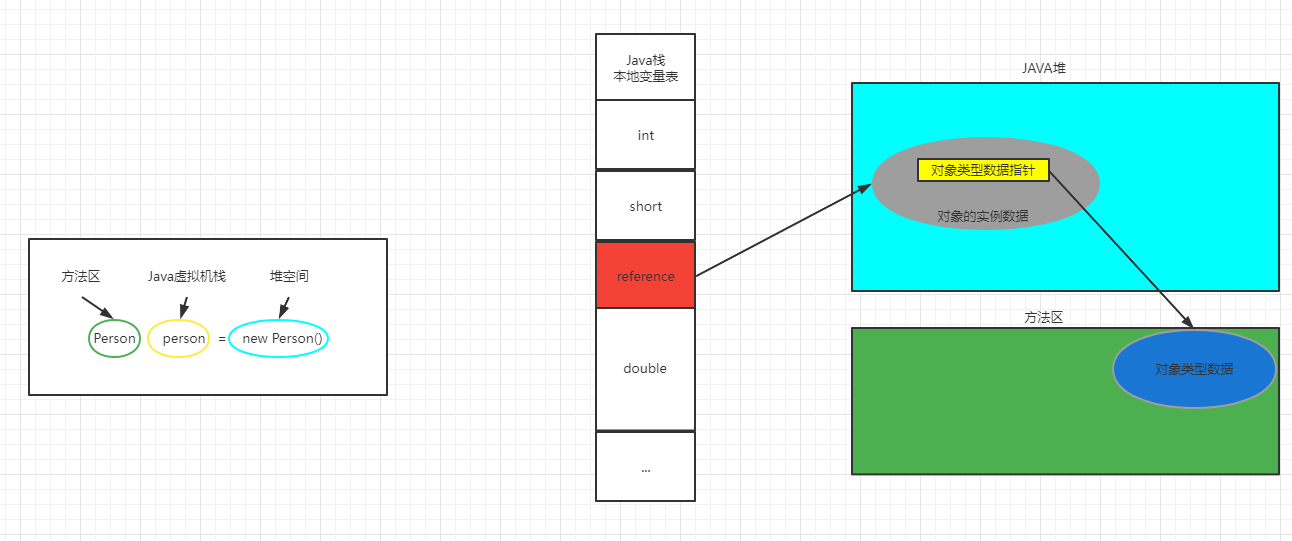 方法区
Java虚拟机栈
堆空间
Person
person
=
new Person()
Java栈
本地变量表
int
short
reference
double
...
JAVA堆
对象类型数据指针
对象的实例数据
方法区
对象类型数据